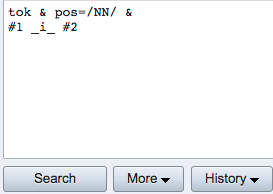 tok & pos=/NN/ &
#1 _i_ #2
Search
More
History